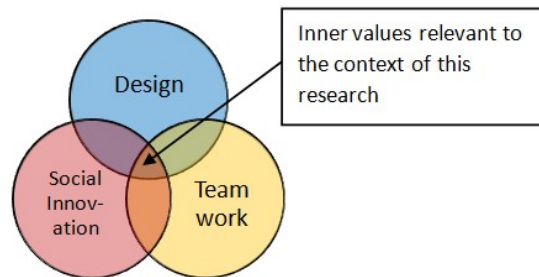 Inner values relevant to
the context of this
research
Design
Social
Innov-
ation
Team
work